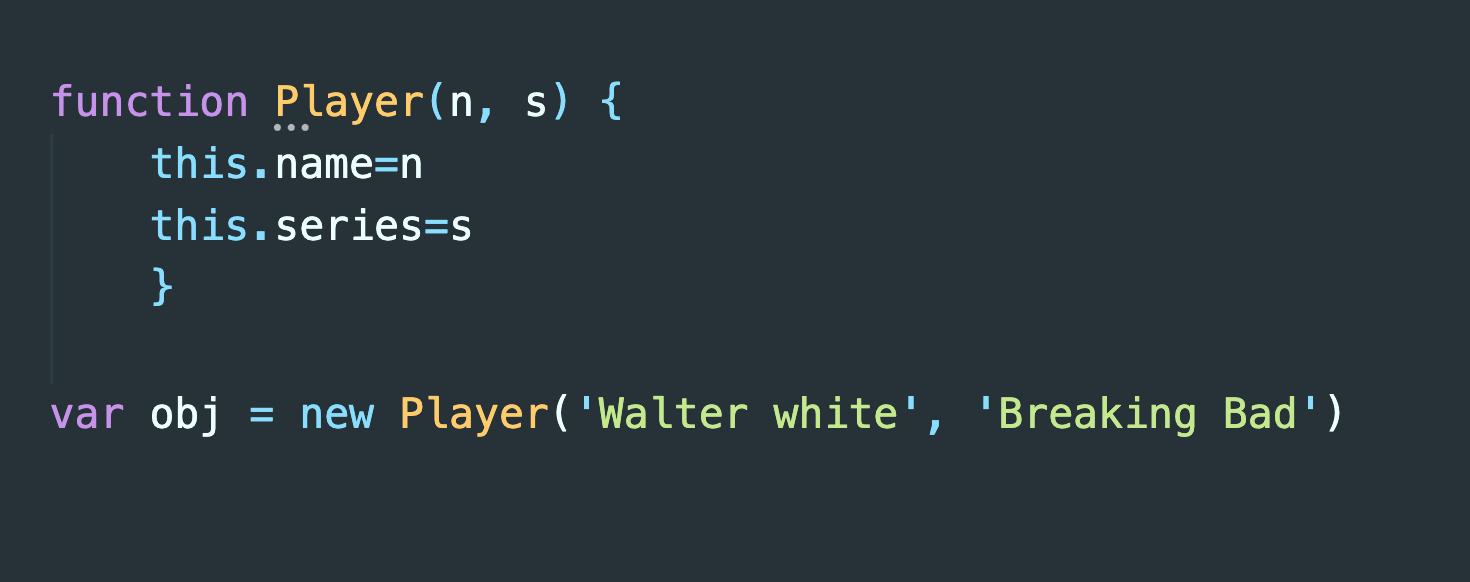 function Player(n, s) {
    this.name=n
    this.series=s
    }
var obj = new Player('Walter white', 'Breaking Bad')